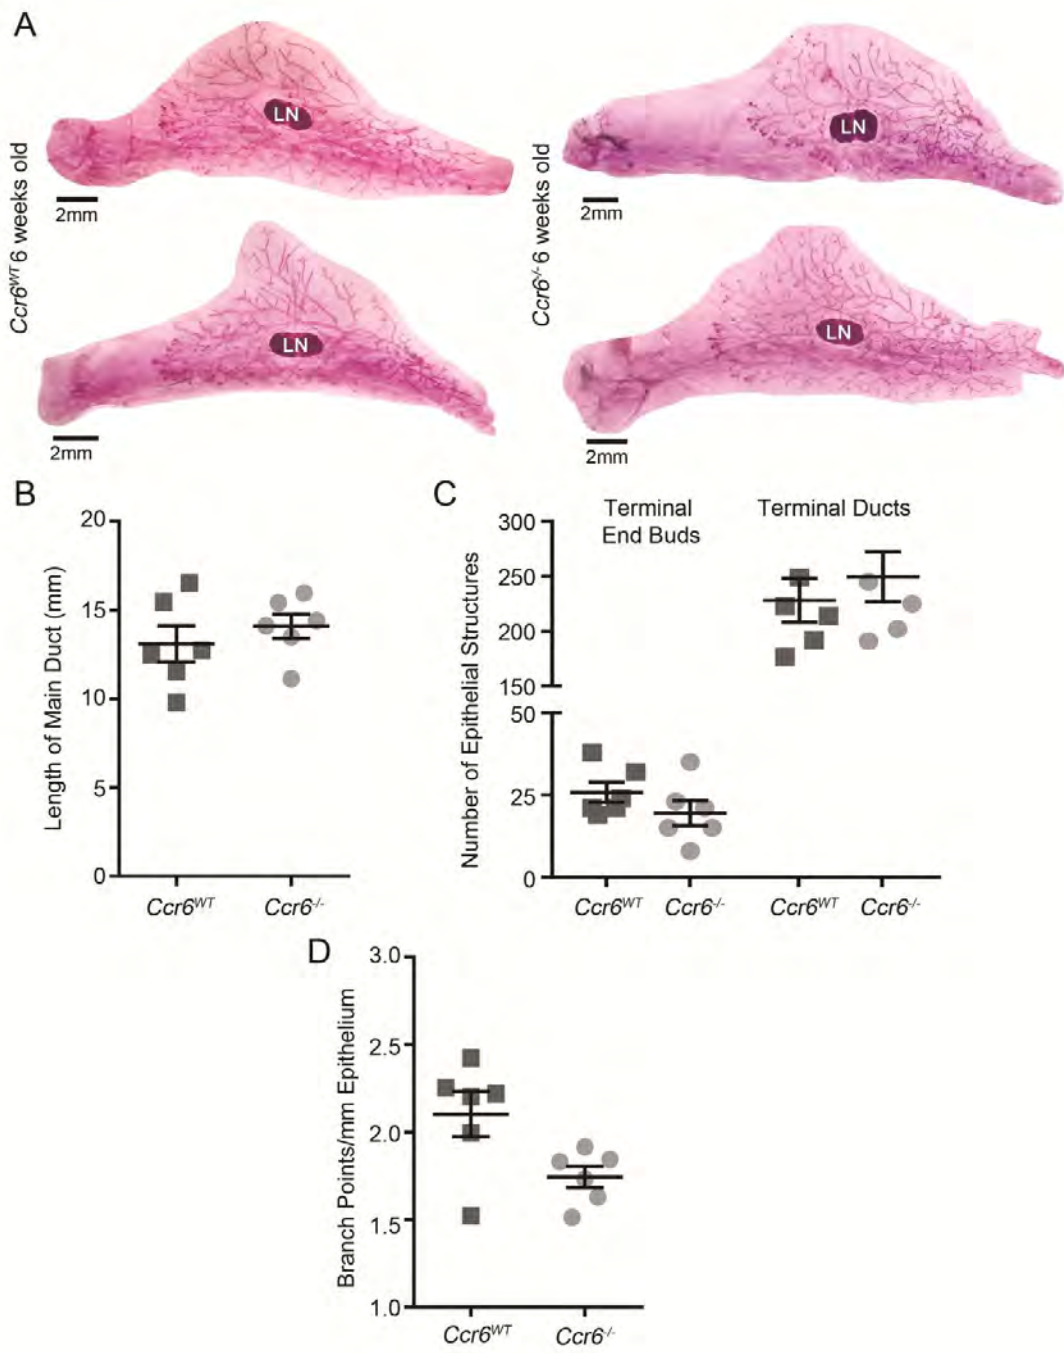 A
Ccr6WT 6 weeks old
LN
2mm
LN
2mm
Ccr6-/- 6 weeks old
LN
2mm
LN
2mm
B
Length of Main Duct (mm)
20
15
10
5
0
Ccr6WT Ccr6-/-
C
Number of Epithelial Structures
Terminal
End Buds
Terminal Ducts
300
250
200
150
50
25
0
Ccr6WT Ccr6-/- Ccr6WT Ccr6-/-
D
Branch Points/mm Epithelium
3.0
2.5
2.0
1.5
1.0
Ccr6WT Ccr6-/-